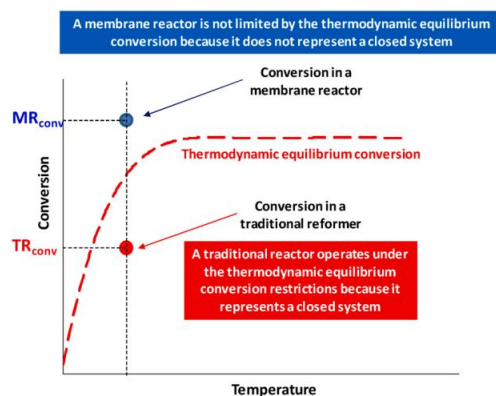 A membrane reactor is not limited by the thermodynamic equilibrium
conversion because it does not represent a closed system
Conversion in a
membrane reactor
MRconv
Thermodynamic equilibrium conversion
Conversion
Conversion in a
traditional reformer
TRconv
A traditional reactor operates under
the thermodynamic equilibrium
conversion restrictions because it
represents a closed system
Temperature